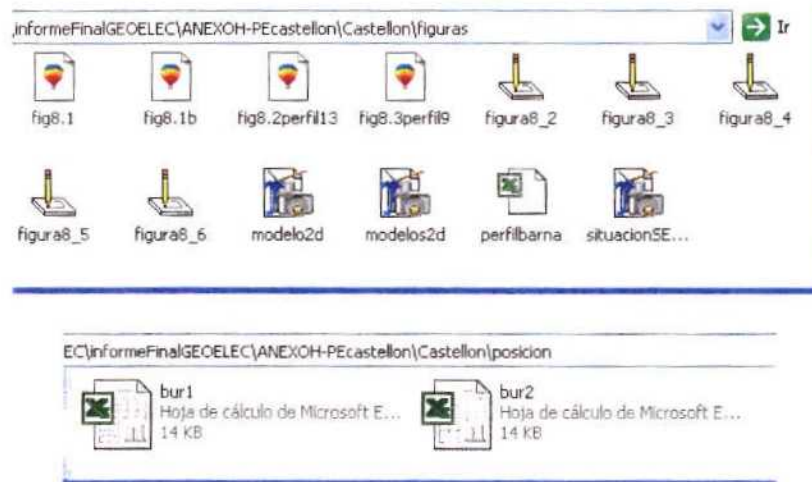 informeFinalGEOELEC\ANEXOH-PEcastellon\Castellon\figuras Ir
fig8.1 fig8.1b fig8.2perfil13 fig8.3perfil9 figura8_2 figura8_3 figura8_4
figura8_5 figura8_6 modelo2d modelos2d perfilbarna situacionSE...
EC\informeFinalGEOELEC\ANEXOH-PEcastellon\Castellon\posicion
bur1 bur2
Hoja de cálculo de Microsoft E... Hoja de cálculo de Microsoft E...
14 KB 14 KB